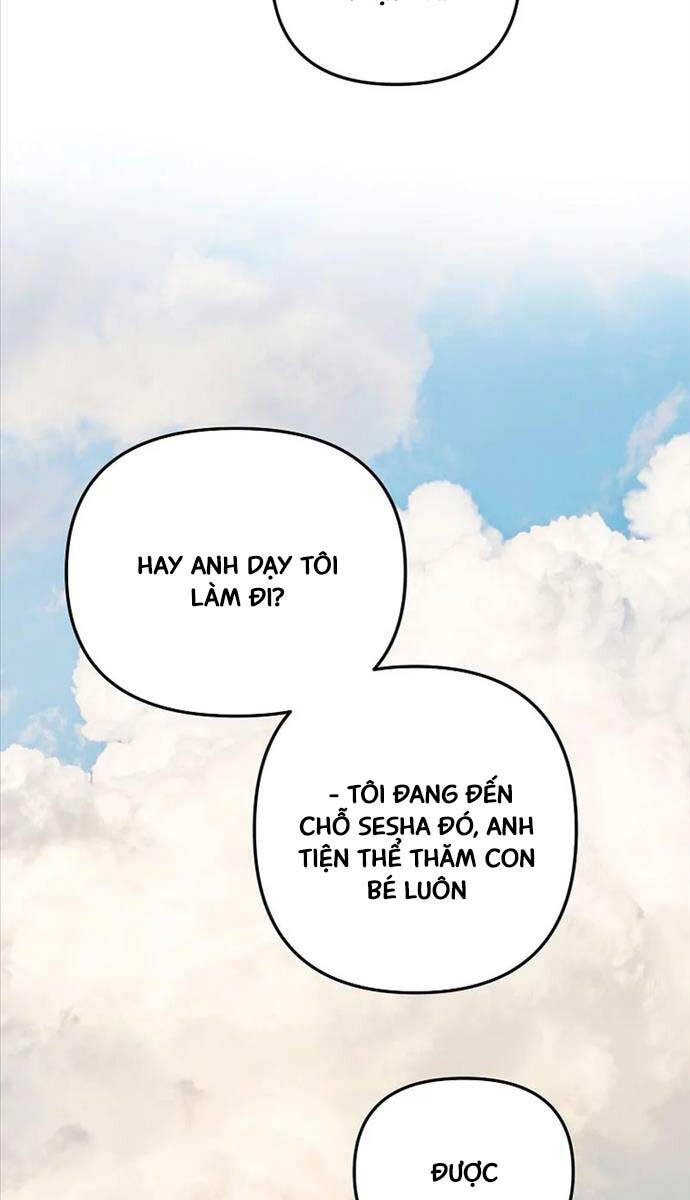 HAY ANH DẠY TÔI
LÀM ĐI?
- TÔI ĐANG ĐẾN
CHỖ SESHA ĐÓ, ANH
TIỆN THỂ THĂM CON
BÉ LUÔN
ĐƯỢC